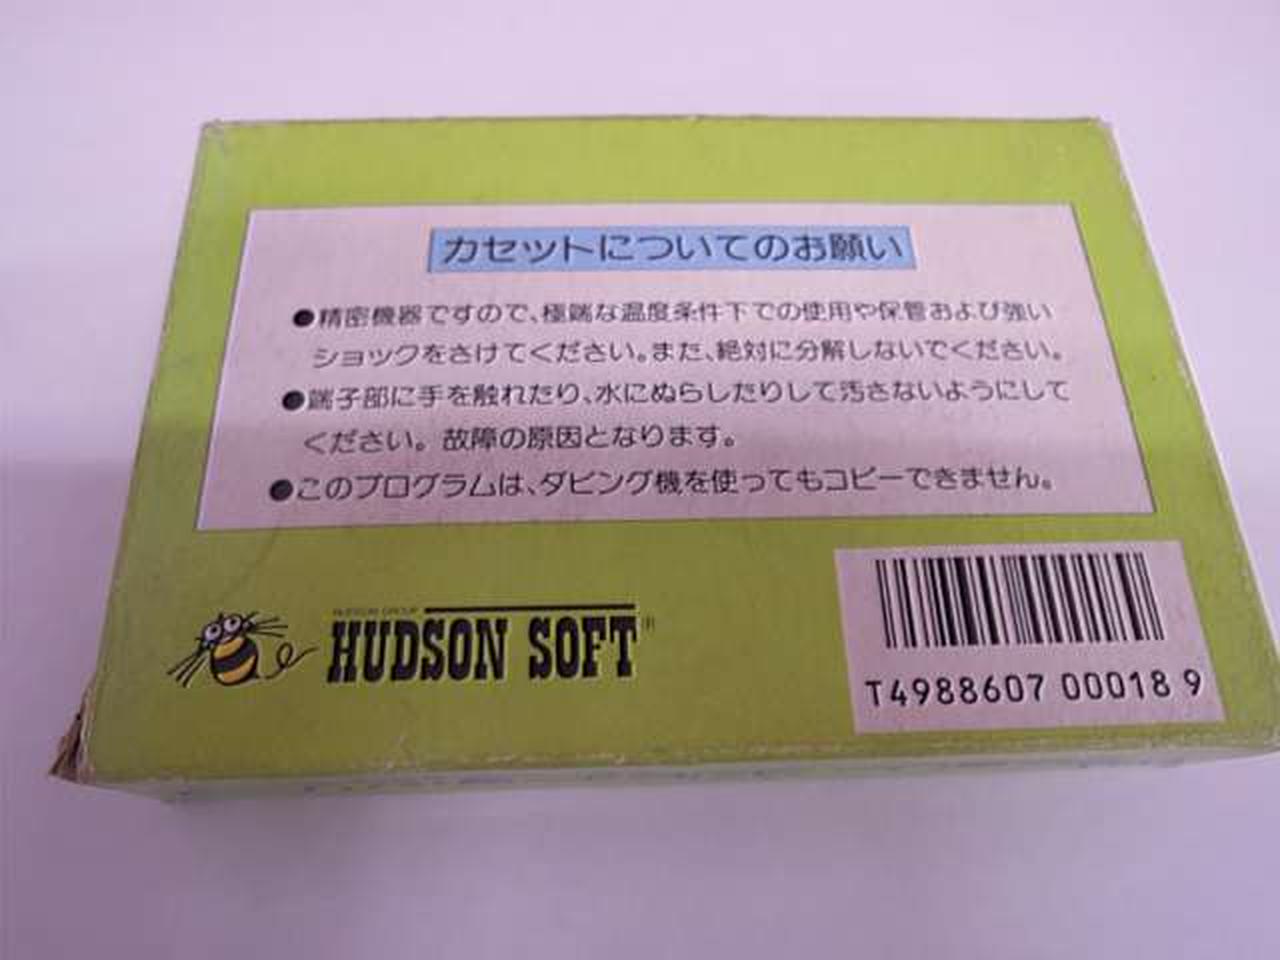 カセットについてのお願い
●精密機器ですので、極端な温度条件下での使用や保管および強い
ショックをさけてください。また、絶対に分解しないでください。
●端子部に手を触れたり、水にぬらしたりして汚さないようにして
ください。故障の原因となります。
●このプログラムは、ダビング機を使ってもコピーできません。
HUDSON GROUP
HUDSON SOFT®
T4988607 00018 9